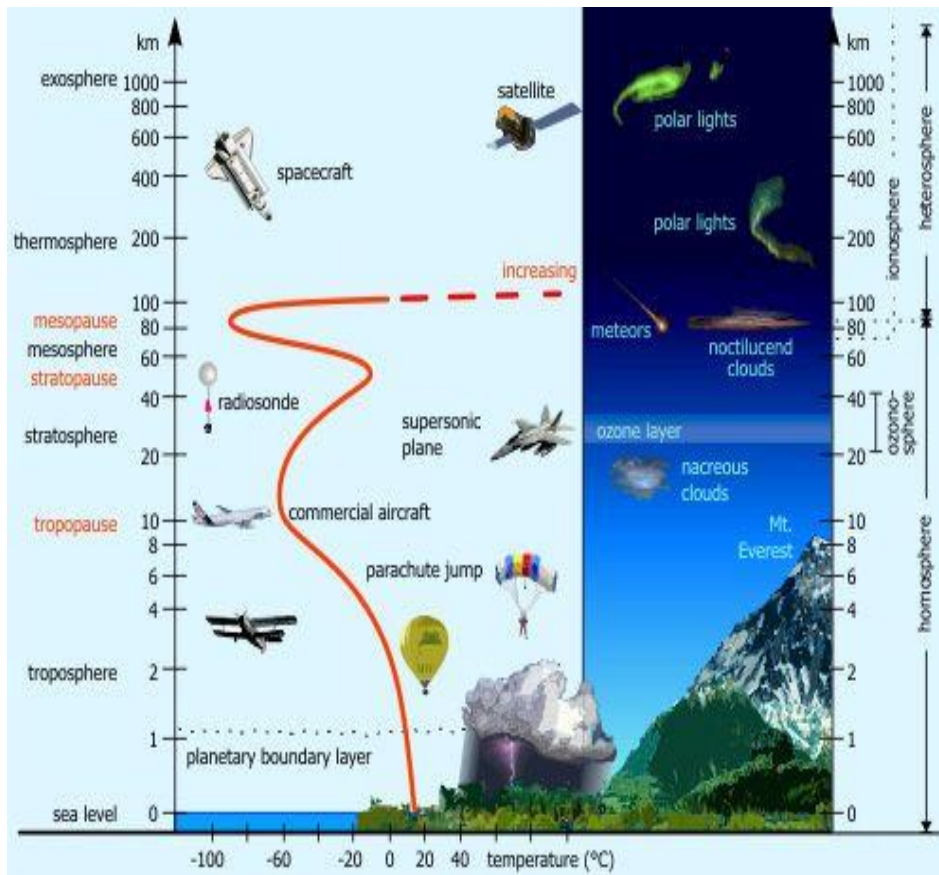 km
km
exosphere 1000
1000
satellite
800
800
polar lights
600
600
spacecraft
400
400
heterosphere
ionosphere
polar lights
thermosphere
200
200
increasing
100
100
mesopause
80
meteors
80
mesosphere
noctilucend
clouds
60
60
stratopause
radiosonde
40
40
ozono-
sphere
supersonic
plane
ozone layer
stratosphere
20
20
nacreous
clouds
commercial aircraft
tropopause
10
Mt.
Everest
10
8
8
parachute jump
6
6
4
4
homosphere
troposphere
2
2
1
1
planetary boundary layer
sea level
0
0
-100 -60 -20 0 20 40 temperature (°C)